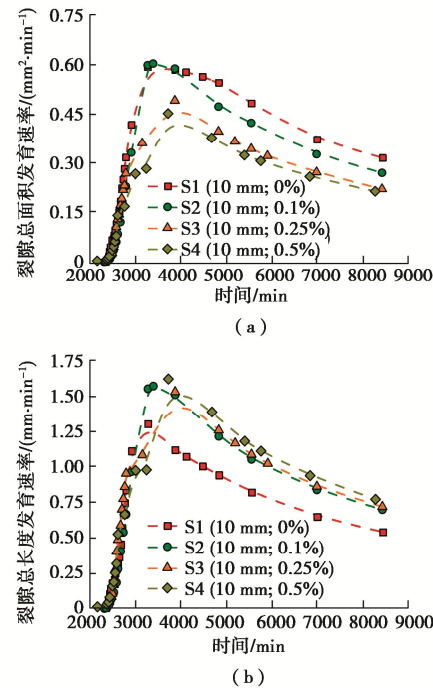 裂隙总面积发育速率/(mm²·min⁻¹)
0.60
0.45
0.30
0.15
0
S1 (10 mm; 0%)
S2 (10 mm; 0.1%)
S3 (10 mm; 0.25%)
S4 (10 mm; 0.5%)
2000 3000 4000 5000 6000 7000 8000 9000
时间/min
(a)
裂隙总长度发育速率/(mm·min⁻¹)
1.75
1.50
1.25
1.00
0.75
0.50
0.25
0
S1 (10 mm; 0%)
S2 (10 mm; 0.1%)
S3 (10 mm; 0.25%)
S4 (10 mm; 0.5%)
2000 3000 4000 5000 6000 7000 8000 9000
时间/min
(b)